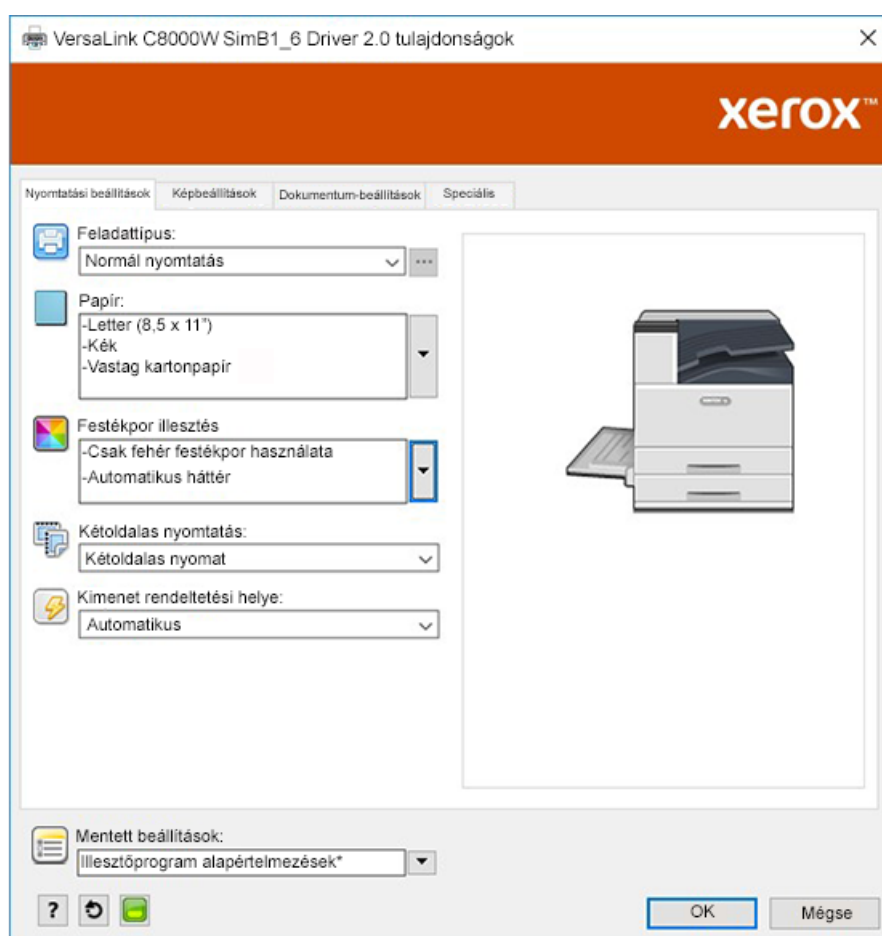 VersaLink C8000W SimB1_6 Driver 2.0 tulajdonságok
xerox™
Nyomtatási beállítások Képbeállítások Dokumentum-beállítások Speciális
Feladattípus:
Normál nyomtatás
Papír:
-Letter (8,5 x 11”)
-Kék
-Vastag kartonpapír
Festékpor illesztés
-Csak fehér festékpor használata
-Automatikus háttér
Kétoldalas nyomtatás:
Kétoldalas nyomat
Kimenet rendeltetési helye:
Automatikus
Mentett beállítások:
Illesztőprogram alapértelmezések*
?
OK Mégse